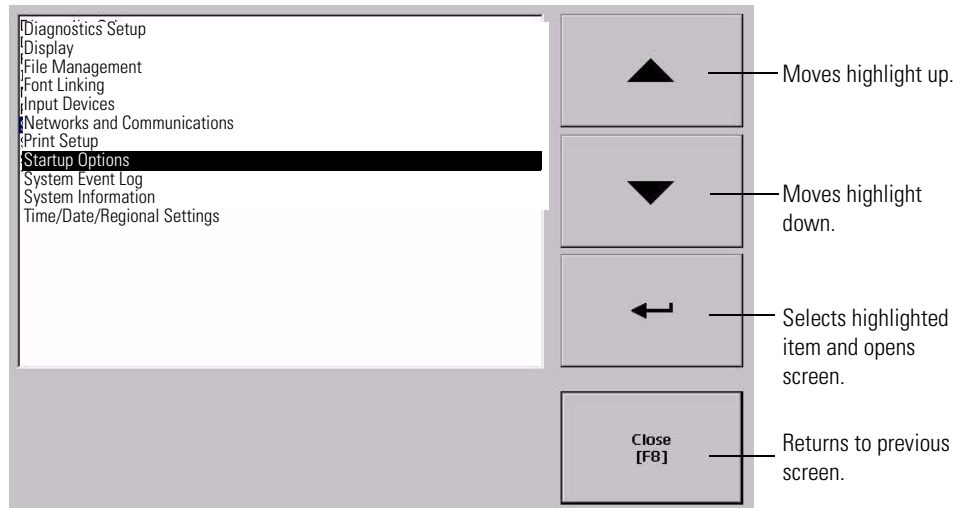 Diagnostics Setup
Display
File Management
Font Linking
Input Devices
Networks and Communications
Print Setup
Startup Options
System Event Log
System Information
Time/Date/Regional Settings
Moves highlight up.
Moves highlight
down.
Selects highlighted
item and opens
screen.
Close
[F8]
Returns to previous
screen.